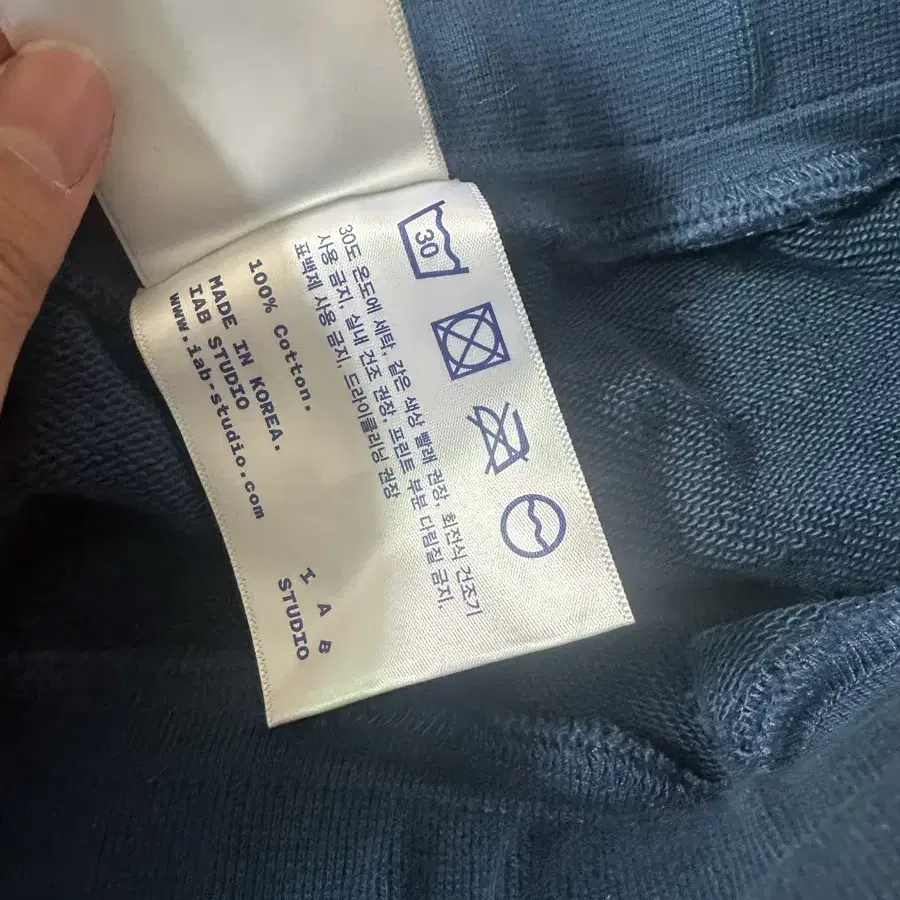 30
30도 온도에 세탁, 같은 색상 빨래 권장, 회전식 건조기
사용 금지, 실내 건조 권장, 프린트 부분 다림질 금지,
표백제 사용 금지, 드라이클리닝 권장
100% Cotton.
MADE IN KOREA.
IAB STUDIO
www.iab-studio.com
I A B
STUDIO